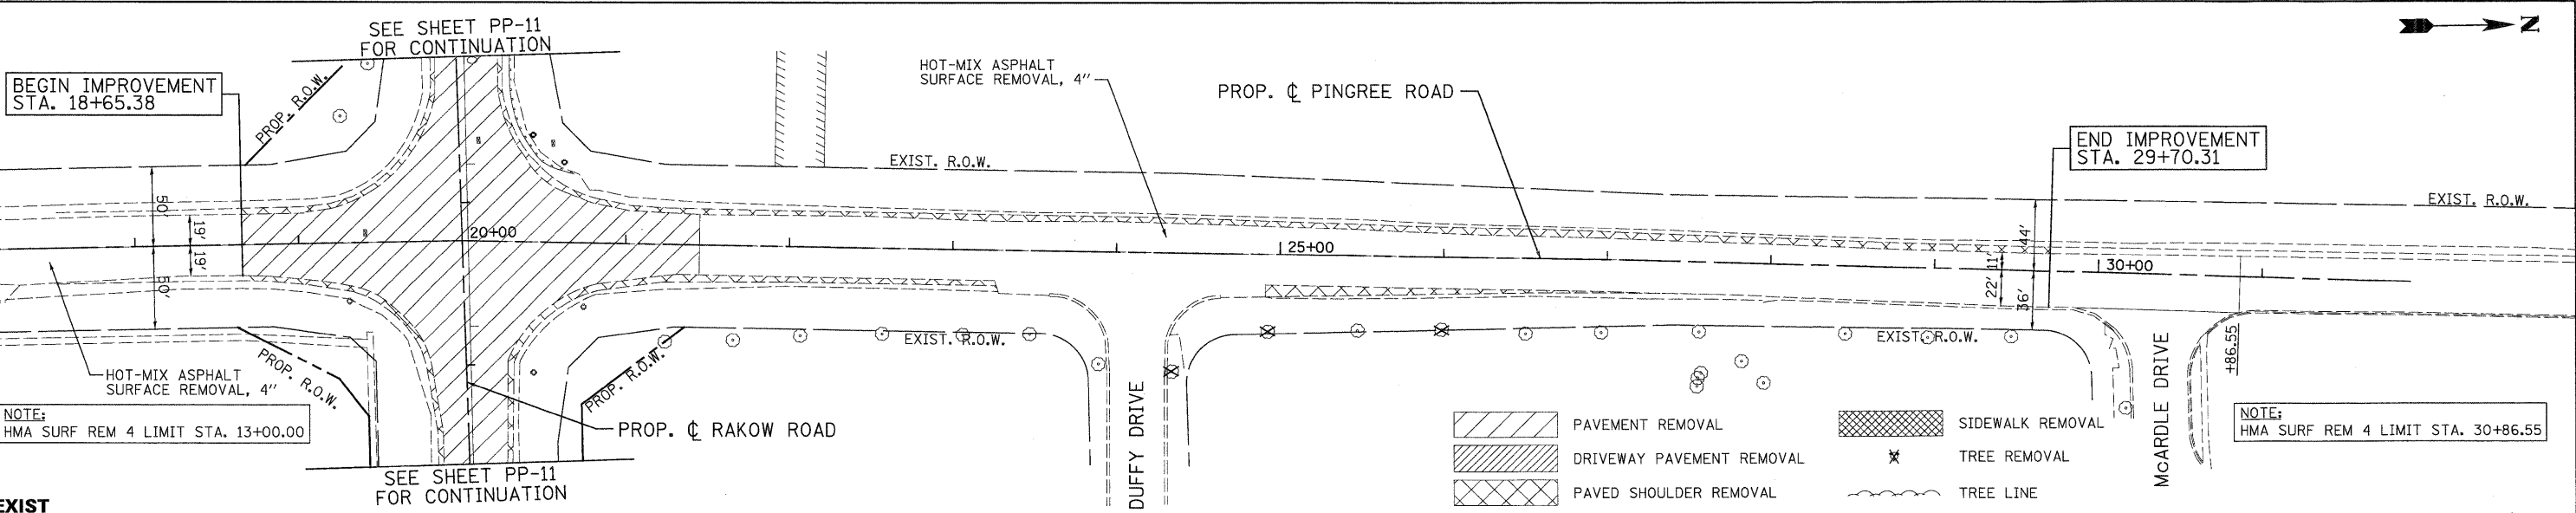 SEE SHEET PP-11
FOR CONTINUATION
N
BEGIN IMPROVEMENT
STA. 18+65.38
PROP. R.O.W.
HOT-MIX ASPHALT
SURFACE REMOVAL, 4"
PROP. ℄ PINGREE ROAD
END IMPROVEMENT
STA. 29+70.31
EXIST. R.O.W.
EXIST. R.O.W.
50'
19'
19'
50'
20+00
25+00
44'
11'
22'
36'
30+00
HOT-MIX ASPHALT
SURFACE REMOVAL, 4"
PROP. R.O.W.
PROP. R.O.W.
EXIST. R.O.W.
EXIST. R.O.W.
+86.55
NOTE:
HMA SURF REM 4 LIMIT STA. 13+00.00
PROP. ℄ RAKOW ROAD
DUFFY DRIVE
McARDLE DRIVE
PAVEMENT REMOVAL
SIDEWALK REMOVAL
DRIVEWAY PAVEMENT REMOVAL
TREE REMOVAL
PAVED SHOULDER REMOVAL
TREE LINE
NOTE:
HMA SURF REM 4 LIMIT STA. 30+86.55
SEE SHEET PP-11
FOR CONTINUATION
EXIST